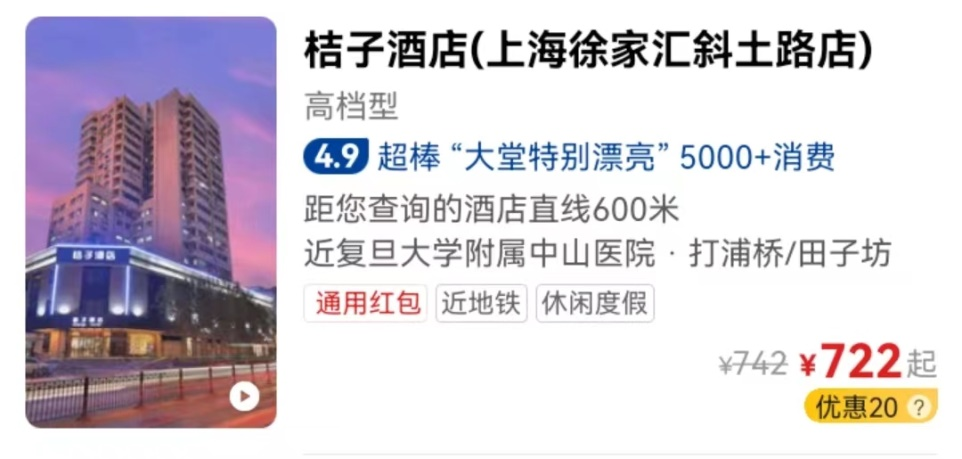 桔子酒店(上海徐家汇斜土路店)
高档型
4.9 超棒 “大堂特别漂亮” 5000+消费
距您查询的酒店直线600米
近复旦大学附属中山医院 · 打浦桥/田子坊
通用红包 近地铁 休闲度假
¥742 ¥722起
优惠20 ?
桔子酒店